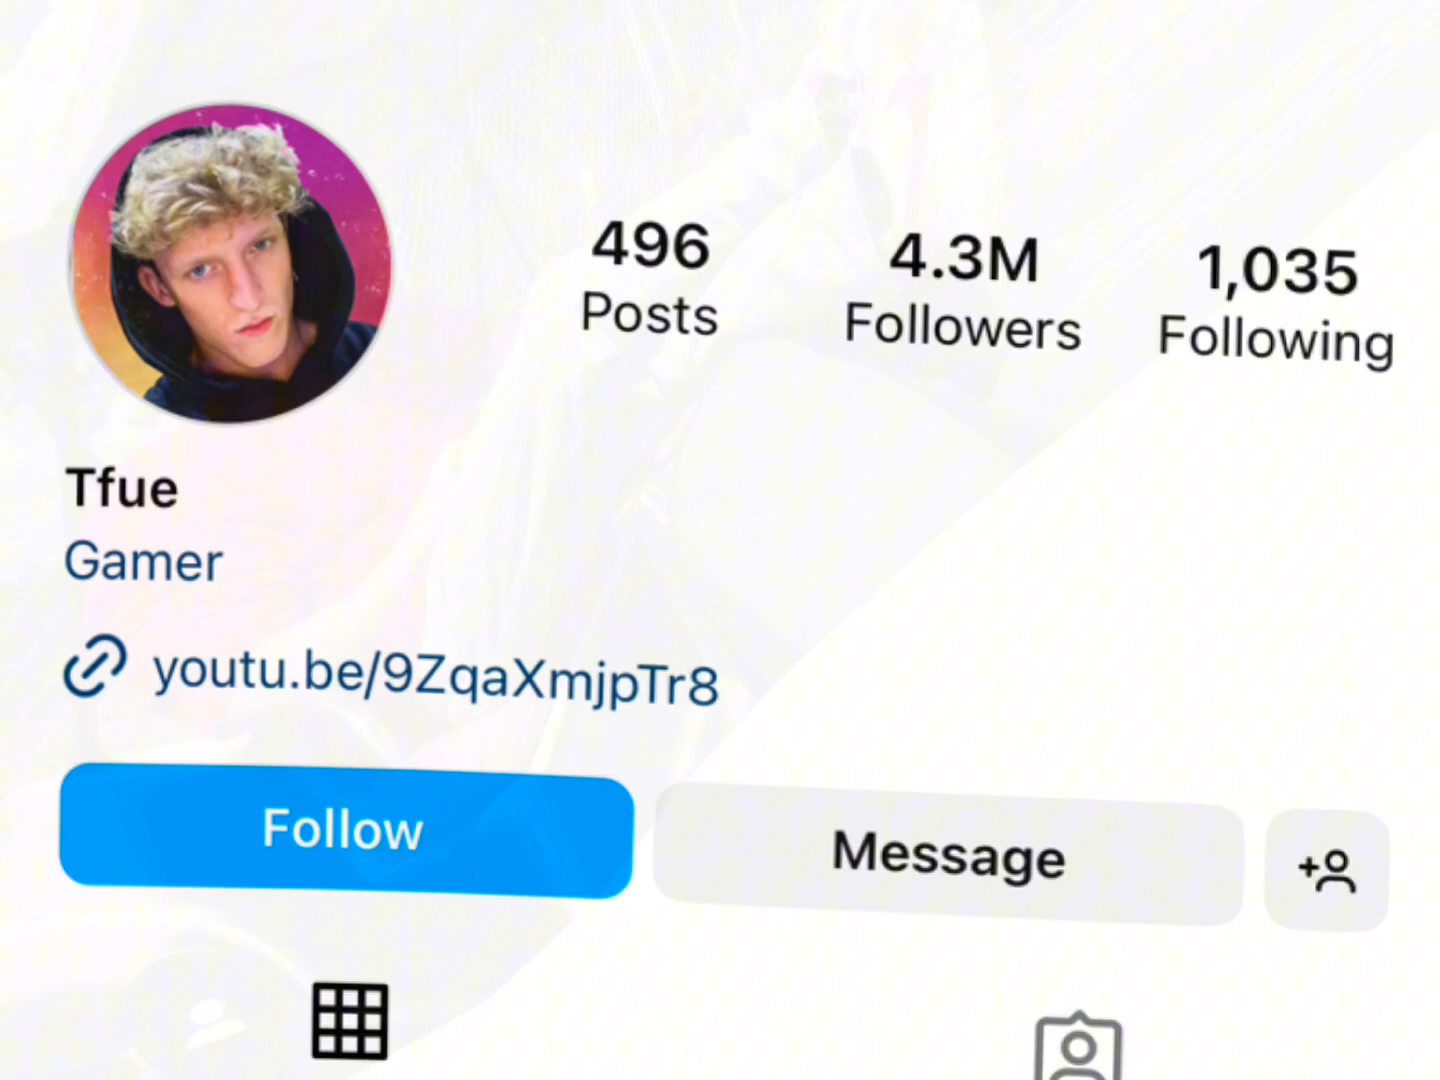 496 4.3M 1,035
Posts Followers Following
Tfue
Gamer
youtu.be/9ZqaXmjpTr8
Follow Message